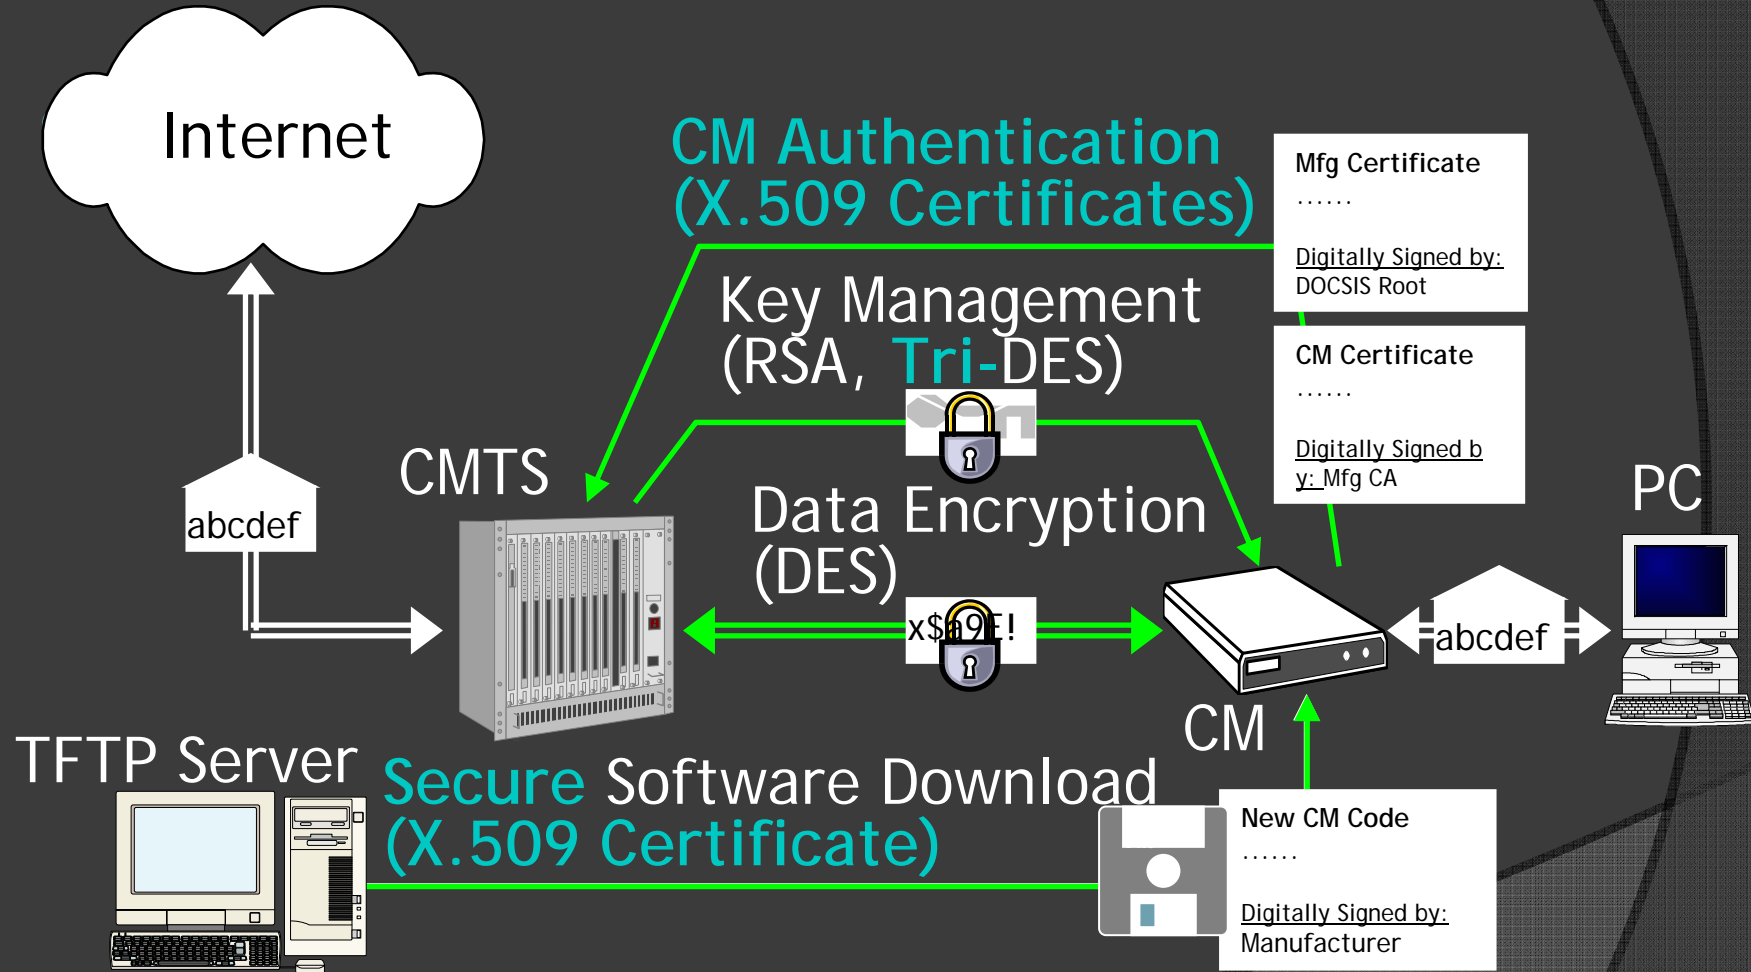 Internet
CM Authentication
(X.509 Certificates)
Mfg Certificate
......
Digitally Signed by:
DOCSIS Root
Key Management
(RSA, Tri-DES)
CM Certificate
......
Digitally Signed b
y: Mfg CA
CMTS
abcdef
Data Encryption
(DES)
x$a9E!
PC
abcdef
CM
TFTP Server
Secure Software Download
(X.509 Certificate)
New CM Code
......
Digitally Signed by:
Manufacturer